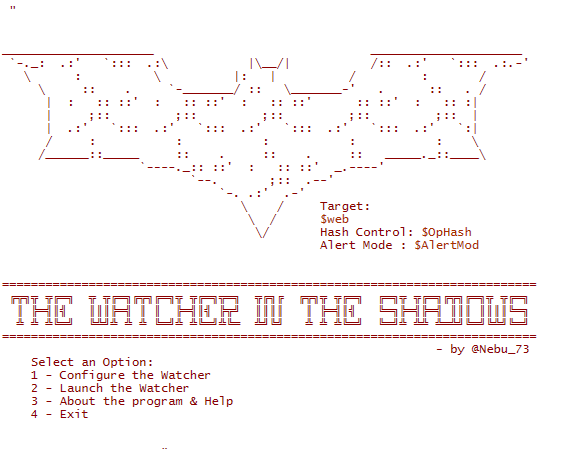 "
Target:
$web
Hash Control: $OpHash
Alert Mode : $AlertMod
THE WATCHER IN THE SHADOWS
- by @Nebu_73
Select an Option:
1 - Configure the Watcher
2 - Launch the Watcher
3 - About the program & Help
4 - Exit
"